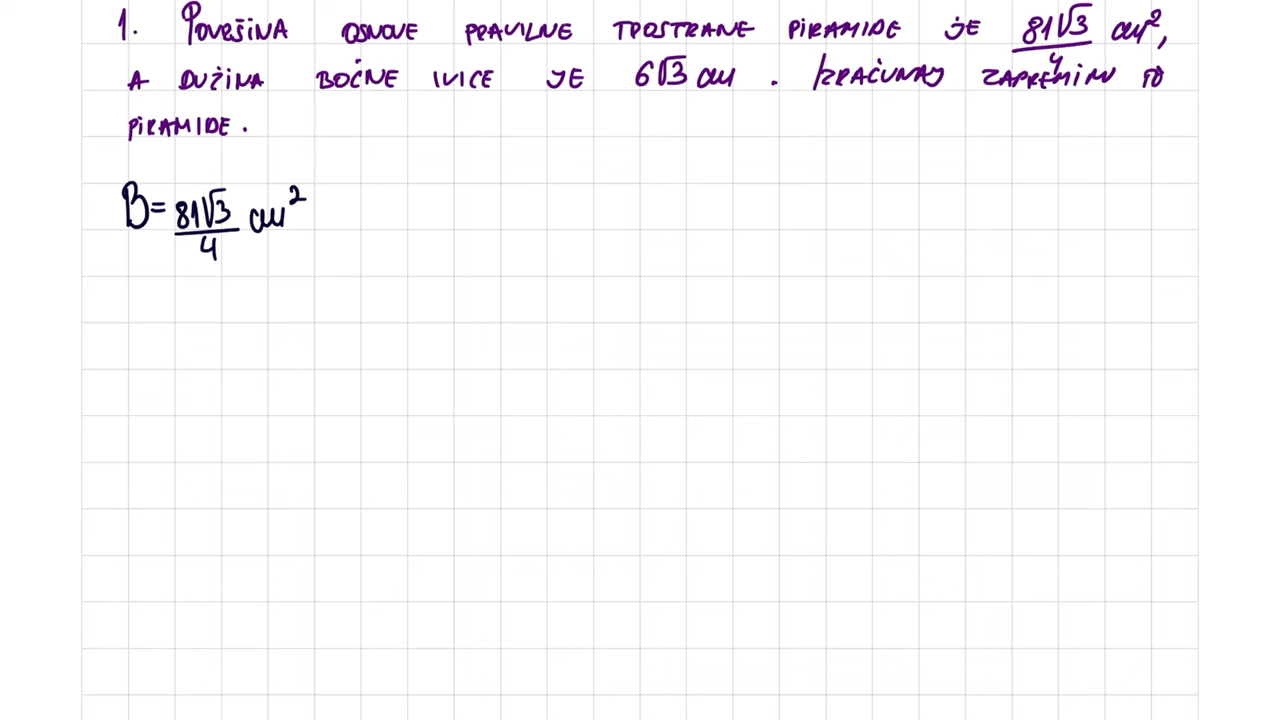 1. POVRŠINA OSNOVE PRAVILNE TROSTRANE PIRAMIDE JE 81√3/4 cm²,
A DUŽINA BOČNE IVICE JE 6√3 cm. IZRAČUNAJ ZAPREMINU TE
PIRAMIDE.
B = 81√3/4 cm²